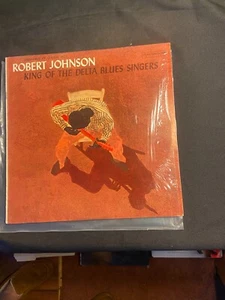 ROBERT JOHNSON
KING OF THE DELTA BLUES SINGERS